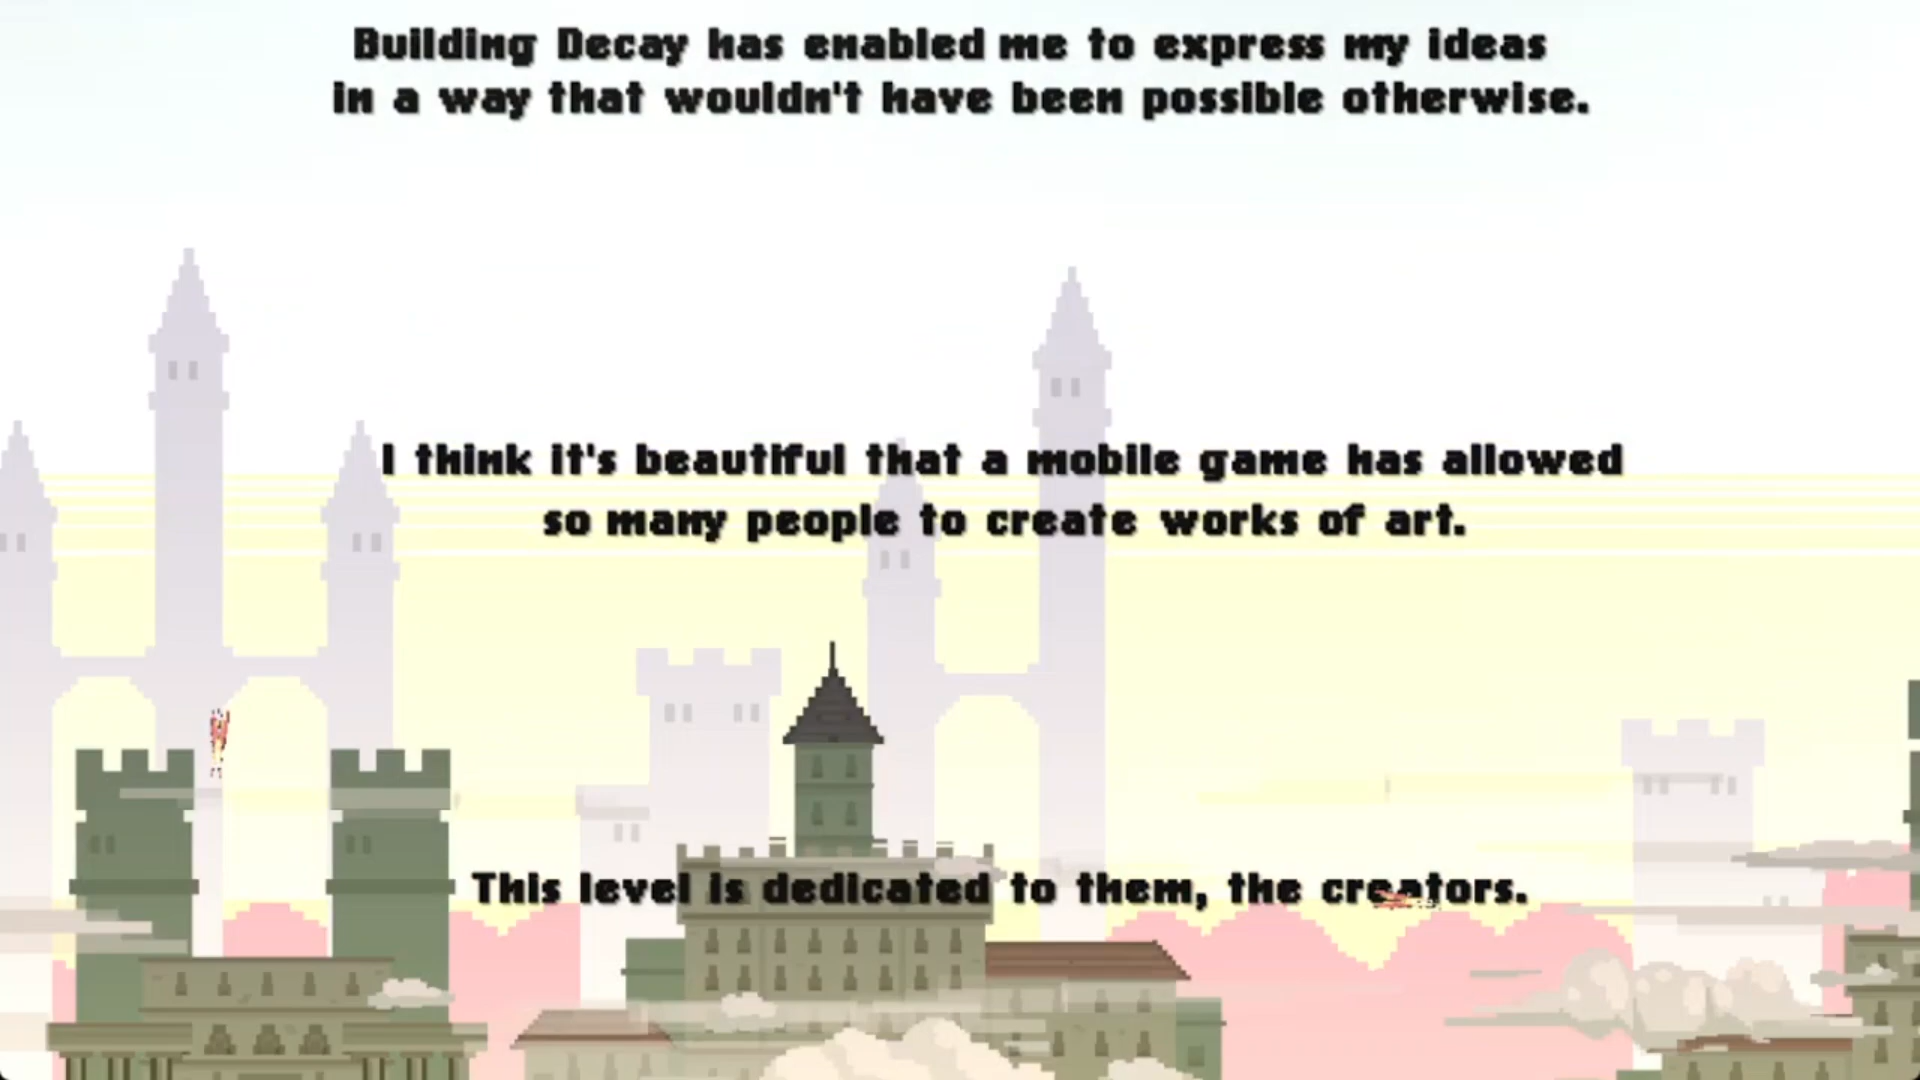 Building Decay has enabled me to express my ideas
in a way that wouldn't have been possible otherwise.
I think it's beautiful that a mobile game has allowed
so many people to create works of art.
This level is dedicated to them, the creators.